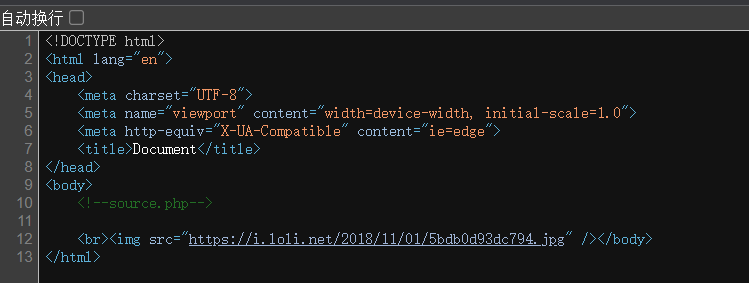 自动换行
1 <!DOCTYPE html>
2 <html lang="en">
3 <head>
4     <meta charset="UTF-8">
5     <meta name="viewport" content="width=device-width, initial-scale=1.0">
6     <meta http-equiv="X-UA-Compatible" content="ie=edge">
7     <title>Document</title>
8 </head>
9 <body>
10     <!--source.php-->
11
12     <br><img src="https://i.loli.net/2018/11/01/5bdb0d93dc794.jpg" /></body>
13 </html>